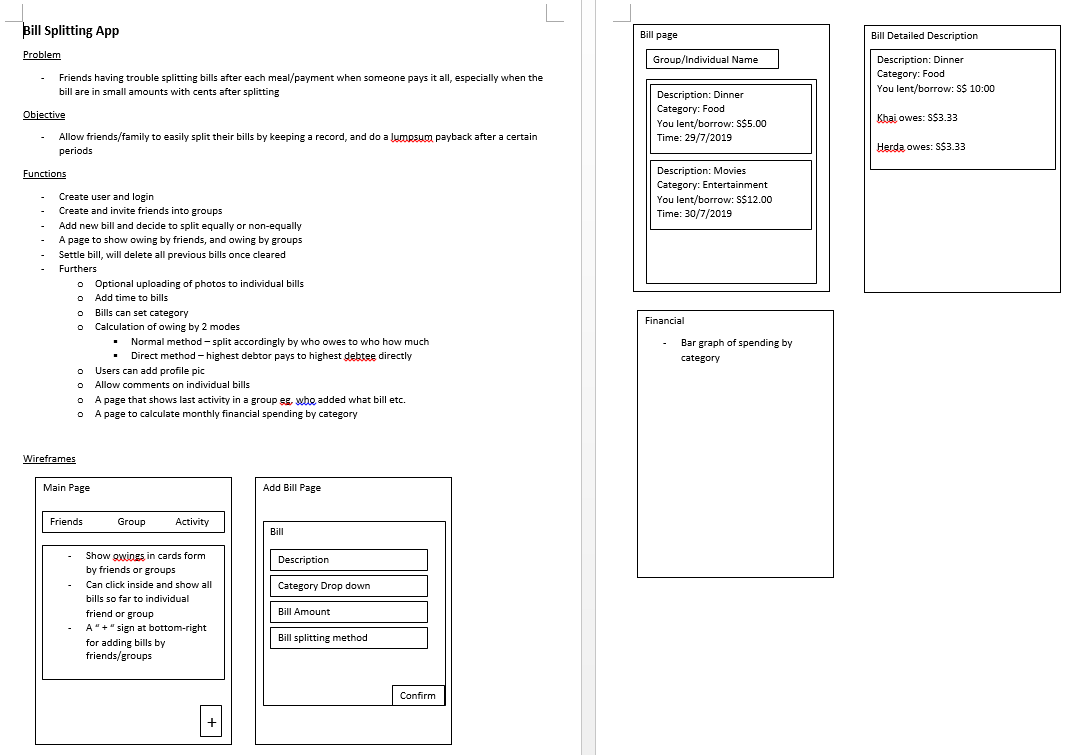 Bill Splitting App
Problem
- Friends having trouble splitting bills after each meal/payment when someone pays it all, especially when the
bill are in small amounts with cents after splitting
Objective
- Allow friends/family to easily split their bills by keeping a record, and do a lumpsum payback after a certain
periods
Functions
- Create user and login
- Create and invite friends into groups
- Add new bill and decide to split equally or non-equally
- A page to show owing by friends, and owing by groups
- Settle bill, will delete all previous bills once cleared
- Furthers
o Optional uploading of photos to individual bills
o Add time to bills
o Bills can set category
o Calculation of owing by 2 modes
▪ Normal method – split accordingly by who owes to who how much
▪ Direct method – highest debtor pays to highest debtee directly
o Users can add profile pic
o Allow comments on individual bills
o A page that shows last activity in a group eg. who added what bill etc.
o A page to calculate monthly financial spending by category
Wireframes
Main Page
Friends Group Activity
- Show owings in cards form
by friends or groups
- Can click inside and show all
bills so far to individual
friend or group
- A “ + “ sign at bottom-right
for adding bills by
friends/groups
+
Add Bill Page
Bill
Description
Category Drop down
Bill Amount
Bill splitting method
Confirm
Bill page
Group/Individual Name
Description: Dinner
Category: Food
You lent/borrow: S$5.00
Time: 29/7/2019
Description: Movies
Category: Entertainment
You lent/borrow: S$12.00
Time: 30/7/2019
Bill Detailed Description
Description: Dinner
Category: Food
You lent/borrow: S$ 10:00
Khai owes: S$3.33
Herda owes: S$3.33
Financial
- Bar graph of spending by
category